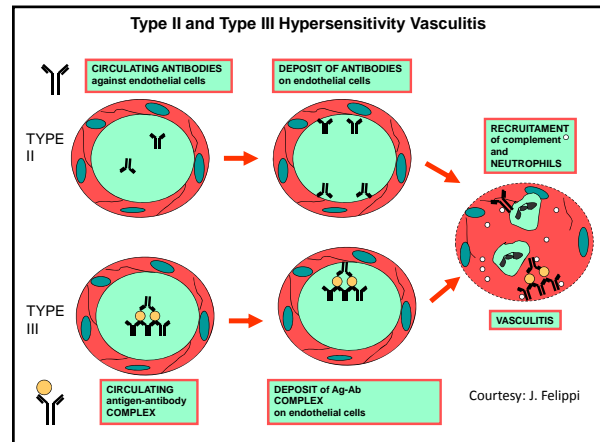 Type II and Type III Hypersensitivity Vasculitis
CIRCULATING ANTIBODIES
against endothelial cells
DEPOSIT OF ANTIBODIES
on endothelial cells
TYPE
II
RECRUITAMENT
of complement
and
NEUTROPHILS
TYPE
III
VASCULITIS
CIRCULATING
antigen-antibody
COMPLEX
DEPOSIT of Ag-Ab
COMPLEX
on endothelial cells
Courtesy: J. Felippi